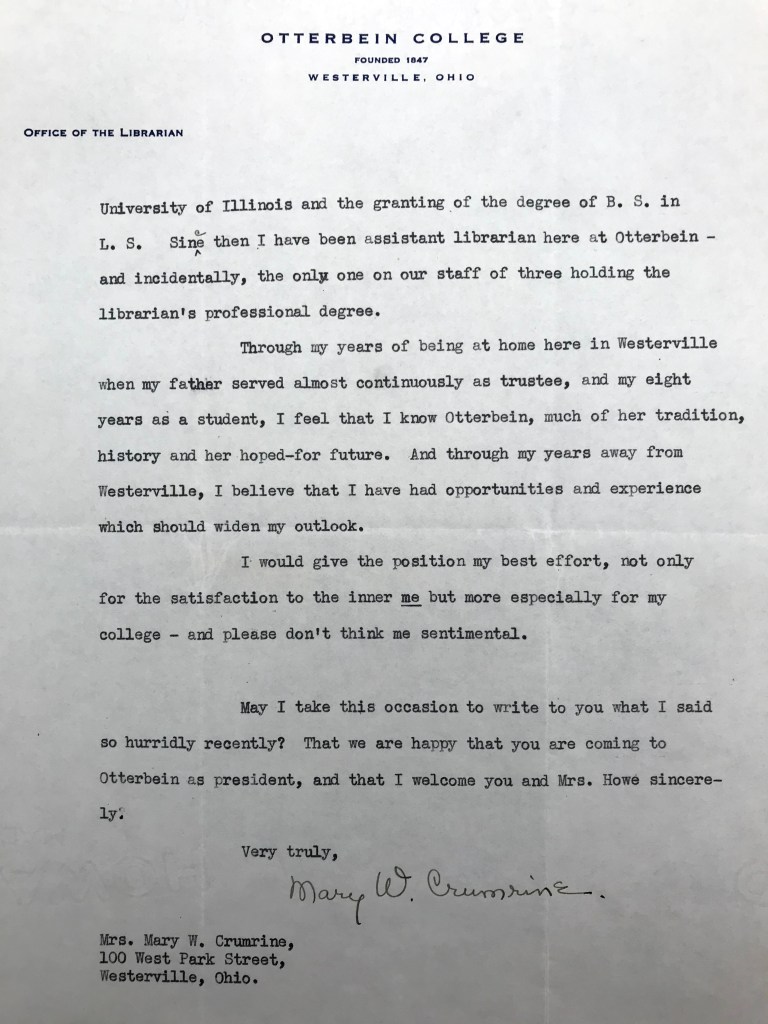 OTTERBEIN COLLEGE
FOUNDED 1847
WESTERVILLE, OHIO
OFFICE OF THE LIBRARIAN
University of Illinois and the granting of the degree of B. S. in
L. S. Since then I have been assistant librarian here at Otterbein -
and incidentally, the only one on our staff of three holding the
librarian's professional degree.
Through my years of being at home here in Westerville
when my father served almost continuously as trustee, and my eight
years as a student, I feel that I know Otterbein, much of her tradition,
history and her hoped-for future. And through my years away from
Westerville, I believe that I have had opportunities and experience
which should widen my outlook.
I would give the position my best effort, not only
for the satisfaction to the inner me but more especially for my
college - and please don't think me sentimental.
May I take this occasion to write to you what I said
so hurridly recently? That we are happy that you are coming to
Otterbein as president, and that I welcome you and Mrs. Howe sincere-
ly.
Very truly,
Mary W. Crumrine.
Mrs. Mary W. Crumrine,
100 West Park Street,
Westerville, Ohio.